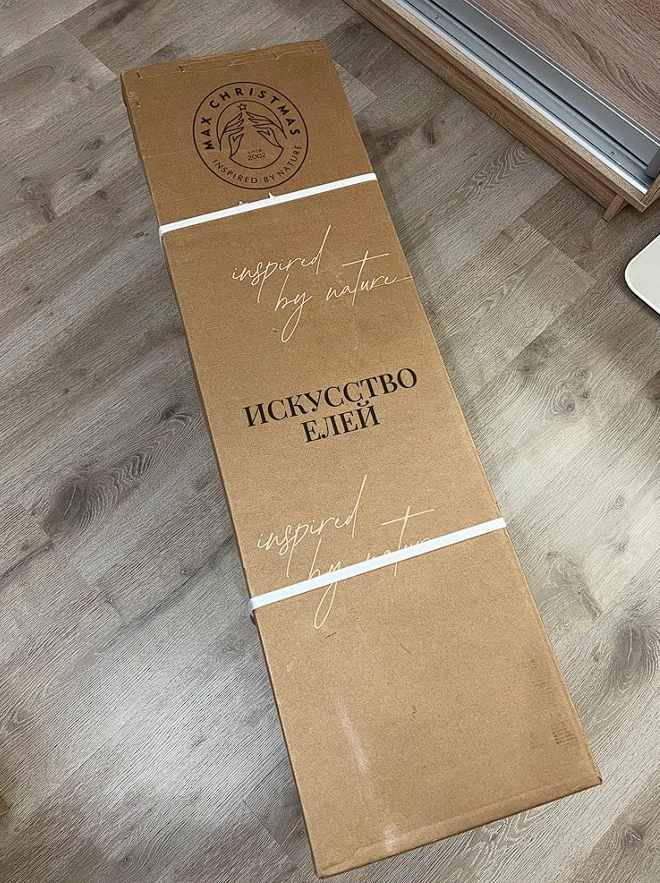 MAX CHRISTMAS
SINCE
2002
INSPIRED BY NATURE
inspired
by nature
ИСКУССТВО
ЕЛЕЙ
inspired
by nature